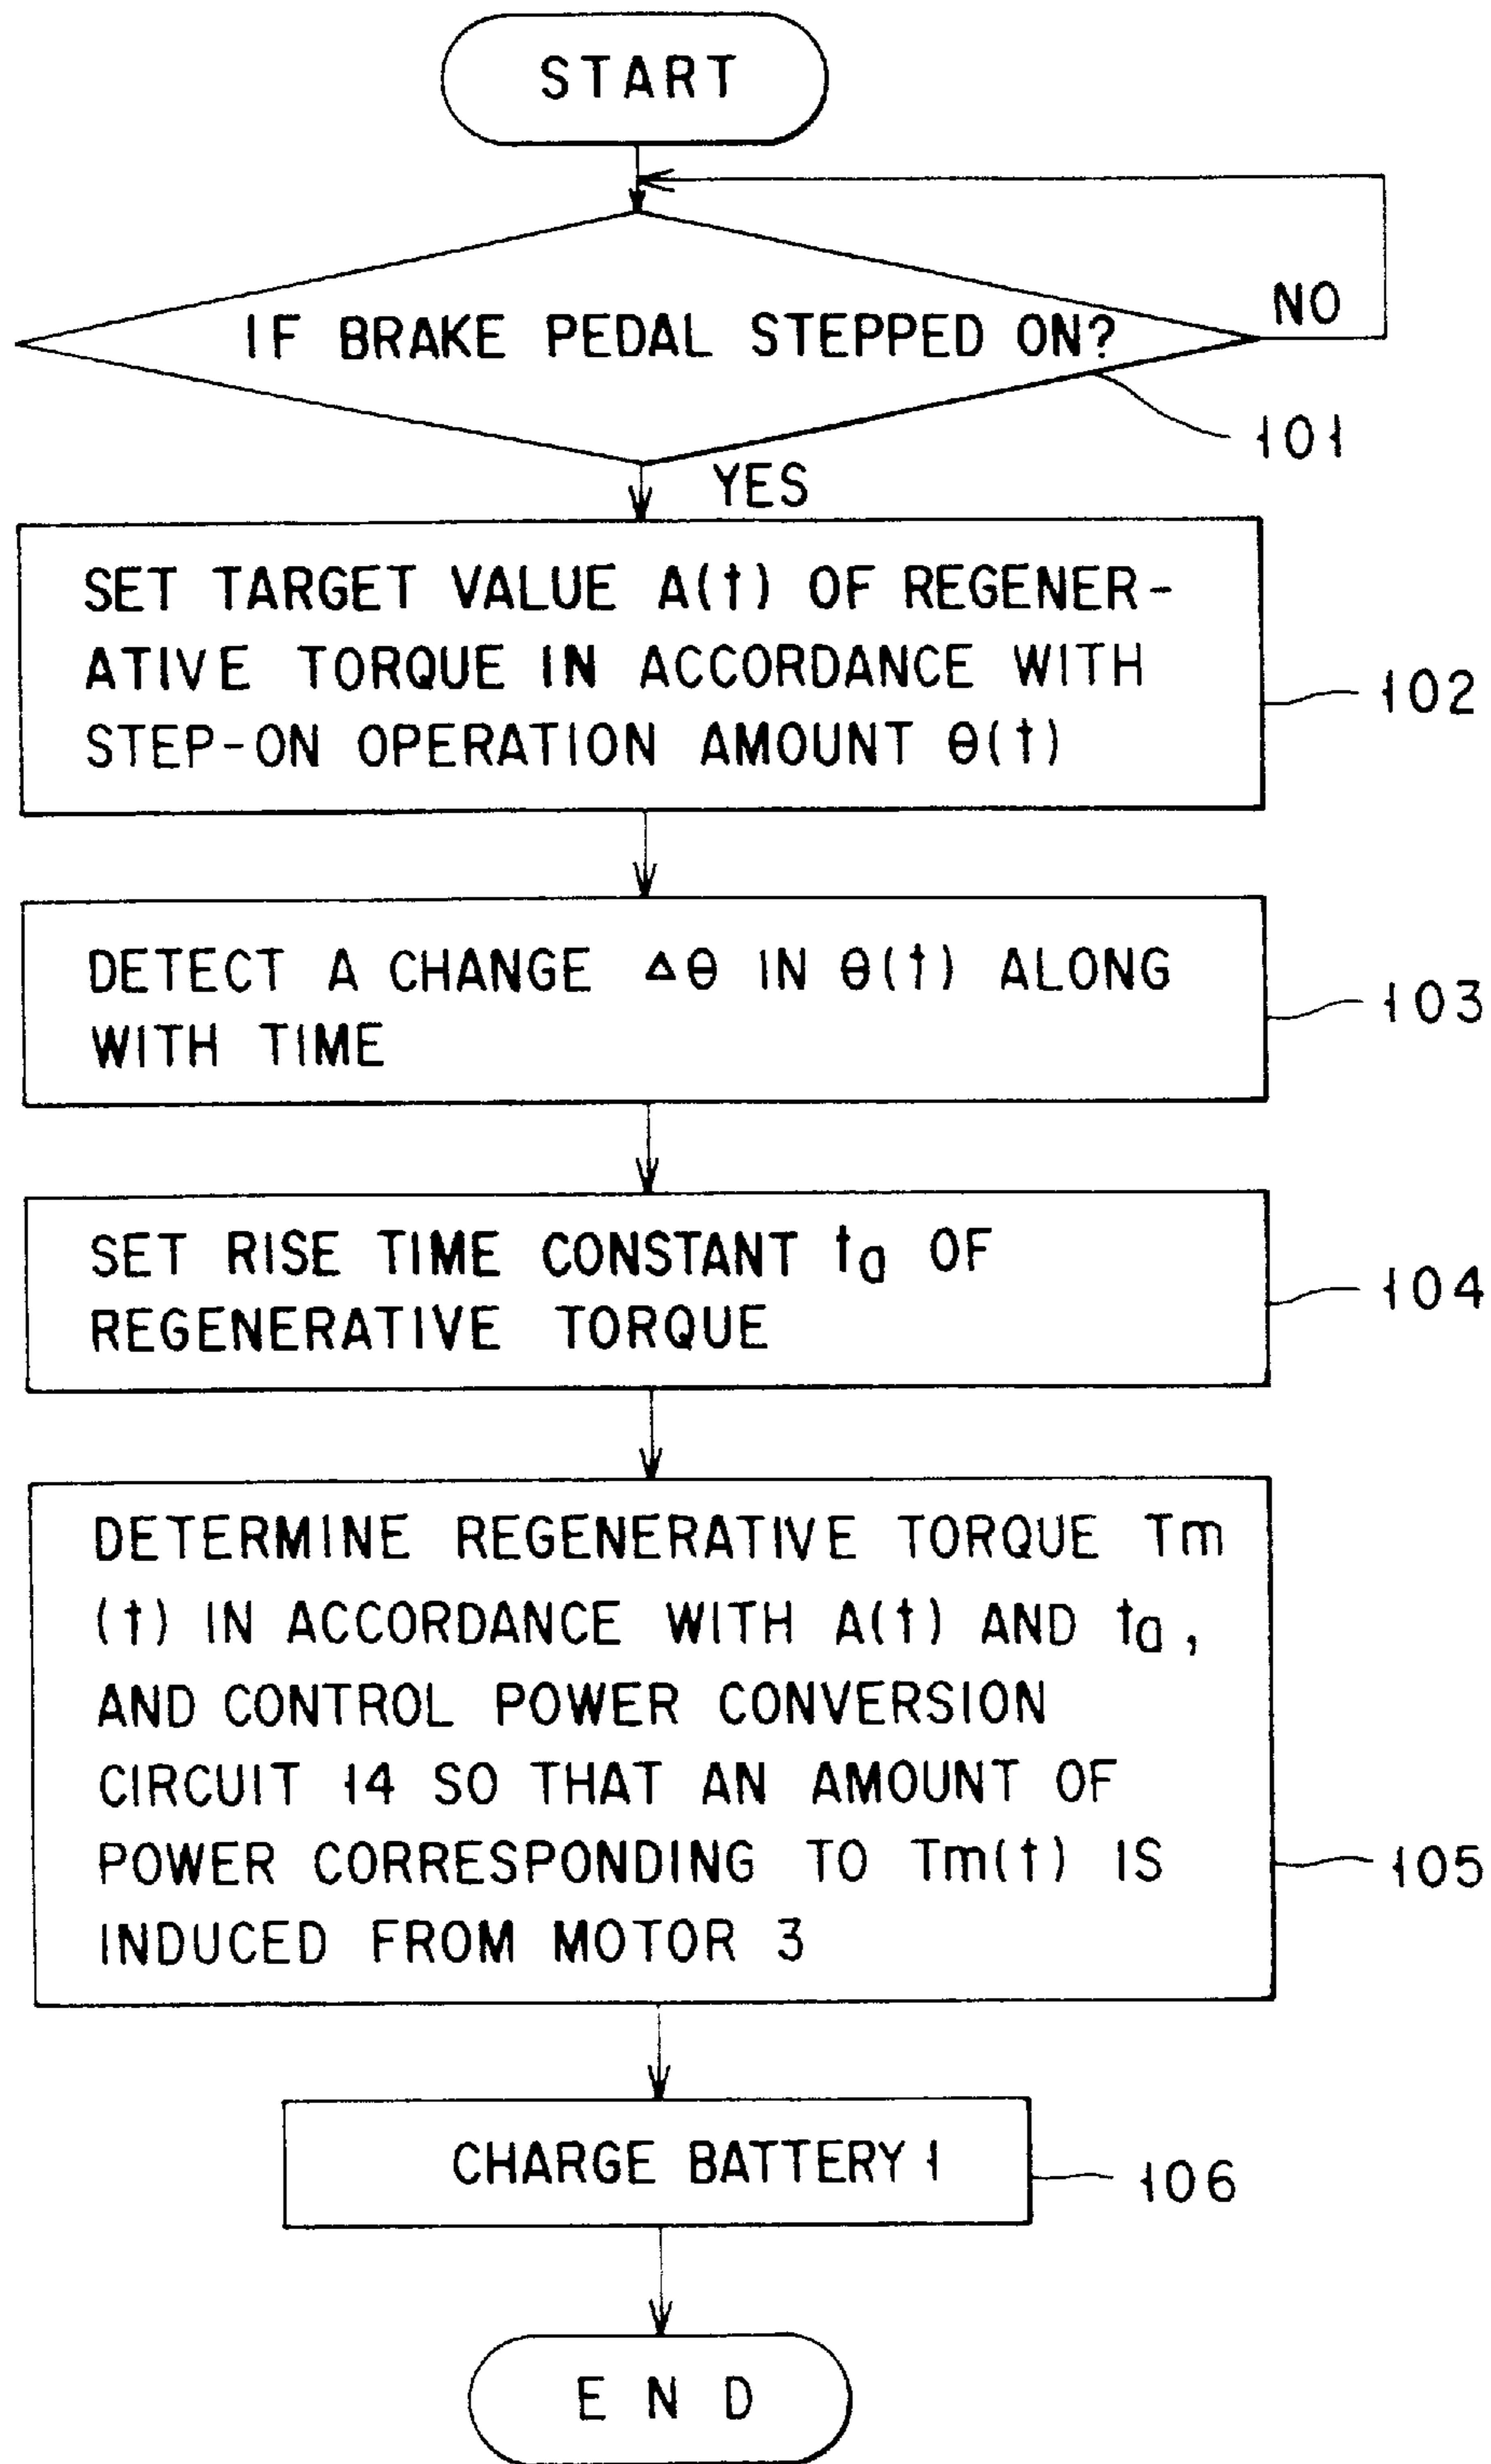 START
NO
IF BRAKE PEDAL STEPPED ON?
101
YES
SET TARGET VALUE A(t) OF REGENER-
ATIVE TORQUE IN ACCORDANCE WITH
STEP-ON OPERATION AMOUNT θ(t)
102
DETECT A CHANGE Δθ IN θ(t) ALONG
WITH TIME
103
SET RISE TIME CONSTANT ta OF
REGENERATIVE TORQUE
104
DETERMINE REGENERATIVE TORQUE Tm
(t) IN ACCORDANCE WITH A(t) AND ta,
AND CONTROL POWER CONVERSION
CIRCUIT 14 SO THAT AN AMOUNT OF
POWER CORRESPONDING TO Tm(t) IS
INDUCED FROM MOTOR 3
105
CHARGE BATTERY 1
106
END